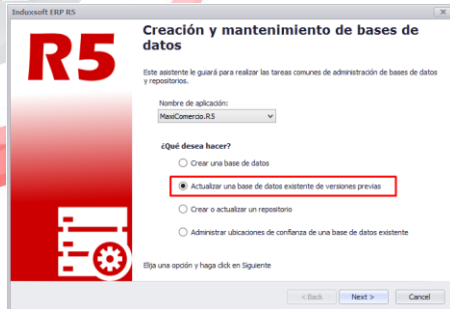 Induxsoft ERP R5
R5
Creación y mantenimiento de bases de
datos
Este asistente le guiará para realizar las tareas comunes de administración de bases de datos
y repositorios.
Nombre de aplicación:
MaxiComercio.R5
¿Qué desea hacer?
Crear una base de datos
Actualizar una base de datos existente de versiones previas
Crear o actualizar un repositorio
Administrar ubicaciones de confianza de una base de datos existente
Elija una opción y haga click en Siguiente
< Back
Next >
Cancel